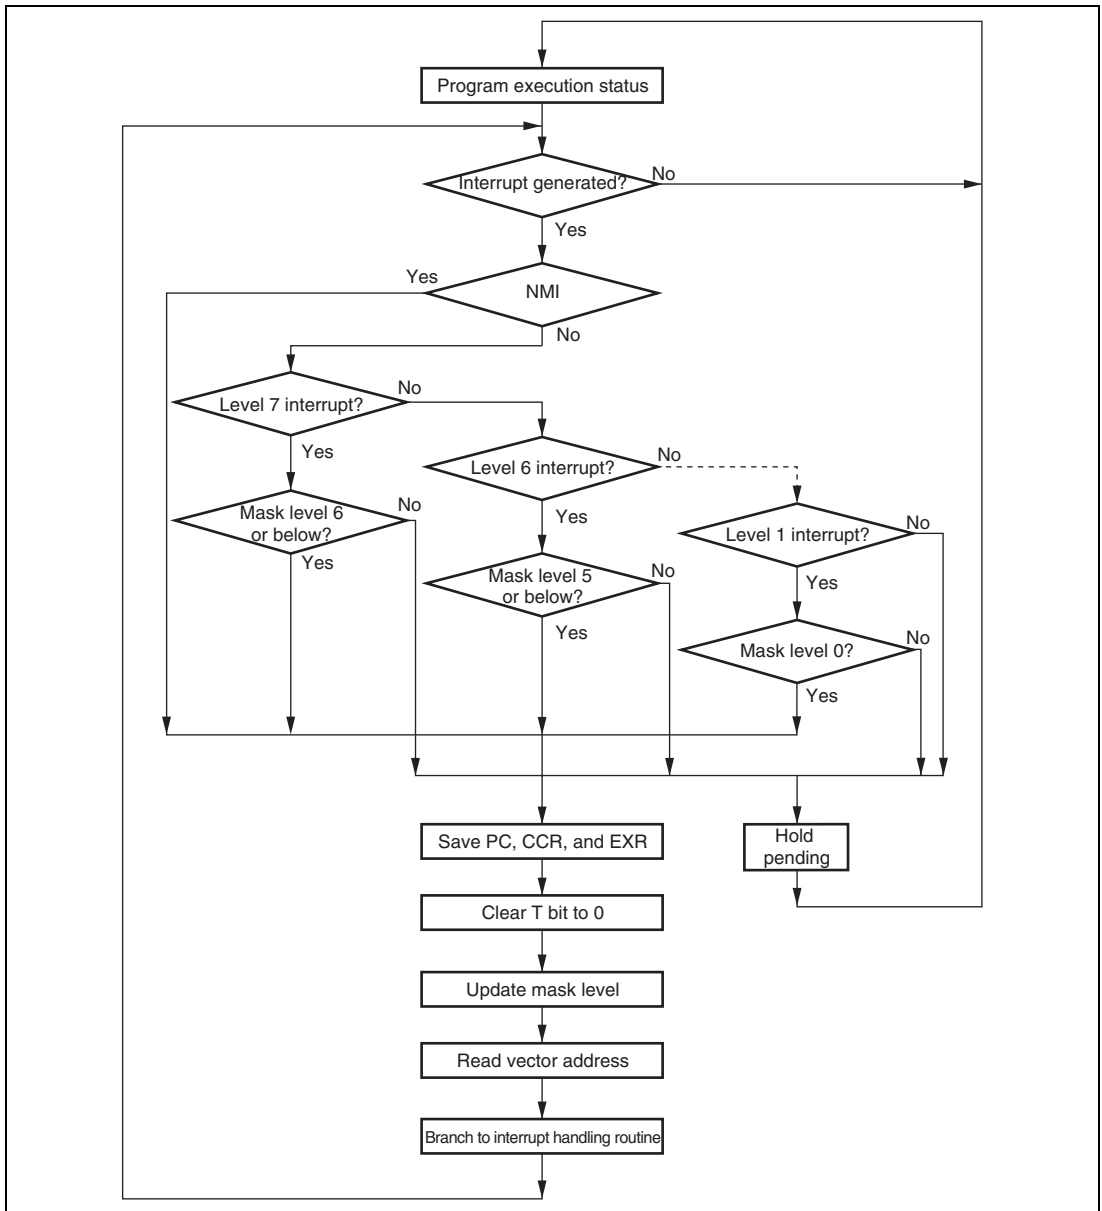 Program execution status
Interrupt generated?
No
Yes
Yes
NMI
No
Level 7 interrupt?
No
Yes
Level 6 interrupt?
No
Yes
Mask level 6
or below?
No
Yes
Level 1 interrupt?
No
Yes
Mask level 5
or below?
No
Yes
Mask level 0?
No
Yes
Save PC, CCR, and EXR
Hold
pending
Clear T bit to 0
Update mask level
Read vector address
Branch to interrupt handling routine